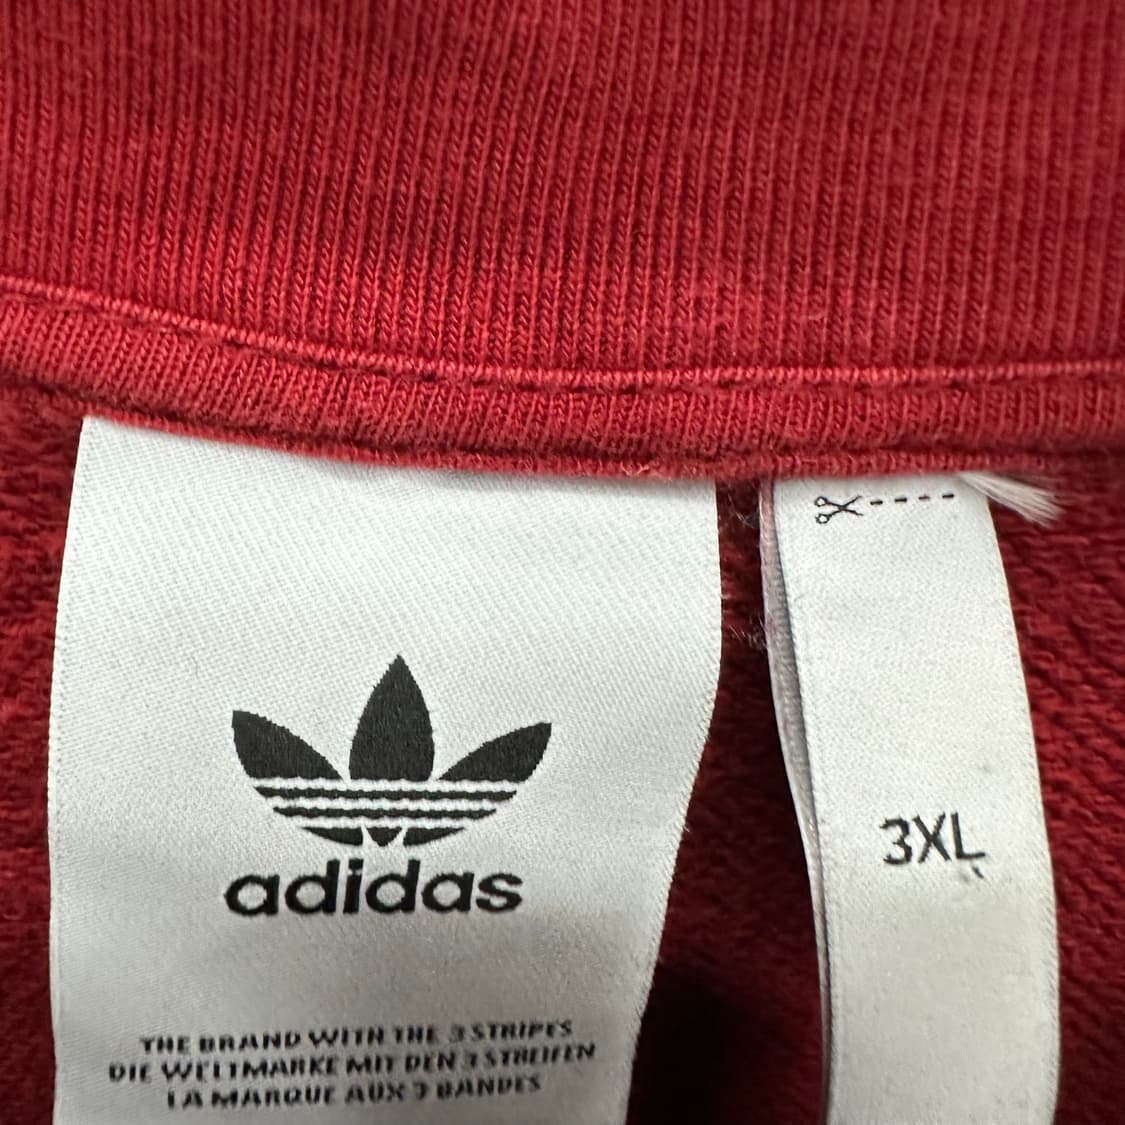 adidas
THE BRAND WITH THE 3 STRIPES
DIE WELTMARKE MIT DEN 3 STREIFEN
LA MARQUE AUX 3 BANDES
3XL